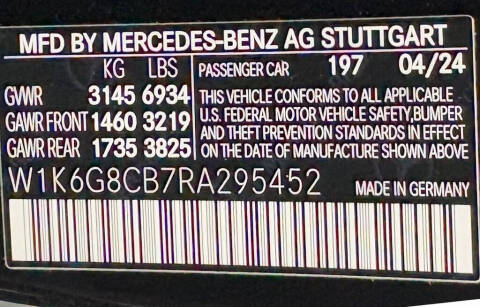 MFD BY MERCEDES-BENZ AG STUTTGART
KG LBS
GVWR 3145 6934
GAWR FRONT 1460 3219
GAWR REAR 1735 3825
PASSENGER CAR 197 04/24
THIS VEHICLE CONFORMS TO ALL APPLICABLE
U.S. FEDERAL MOTOR VEHICLE SAFETY,BUMPER
AND THEFT PREVENTION STANDARDS IN EFFECT
ON THE DATE OF MANUFACTURE SHOWN ABOVE
W1K6G8CB7RA295452
MADE IN GERMANY